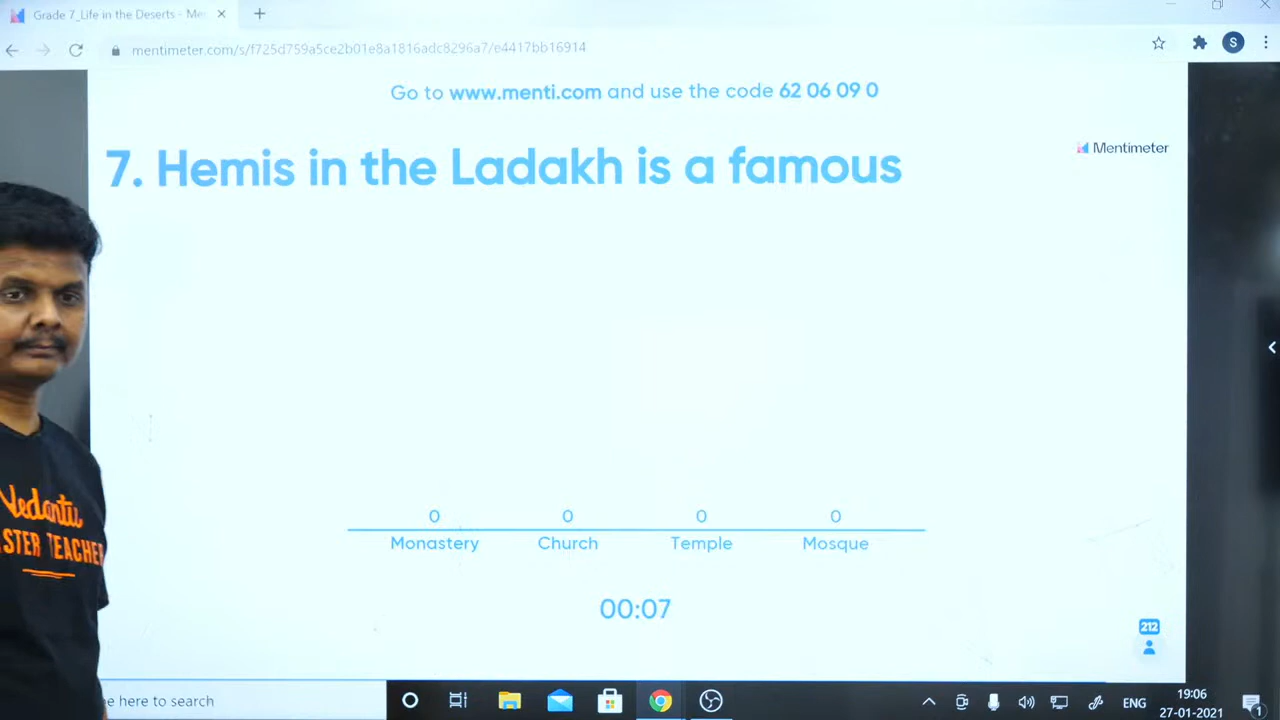 Grade 7_Life in the Deserts - Me
mentimeter.com/s/f725d759a5ce2b01e8a1816adc8296a7/e4417bb16914
S
Go to www.menti.com and use the code 62 06 09 0
Mentimeter
7. Hemis in the Ladakh is a famous
0 0 0 0
Monastery Church Temple Mosque
00:07
212
Vedantu
STER TEACHER
e here to search
ENG
19:06
27-01-2021
1